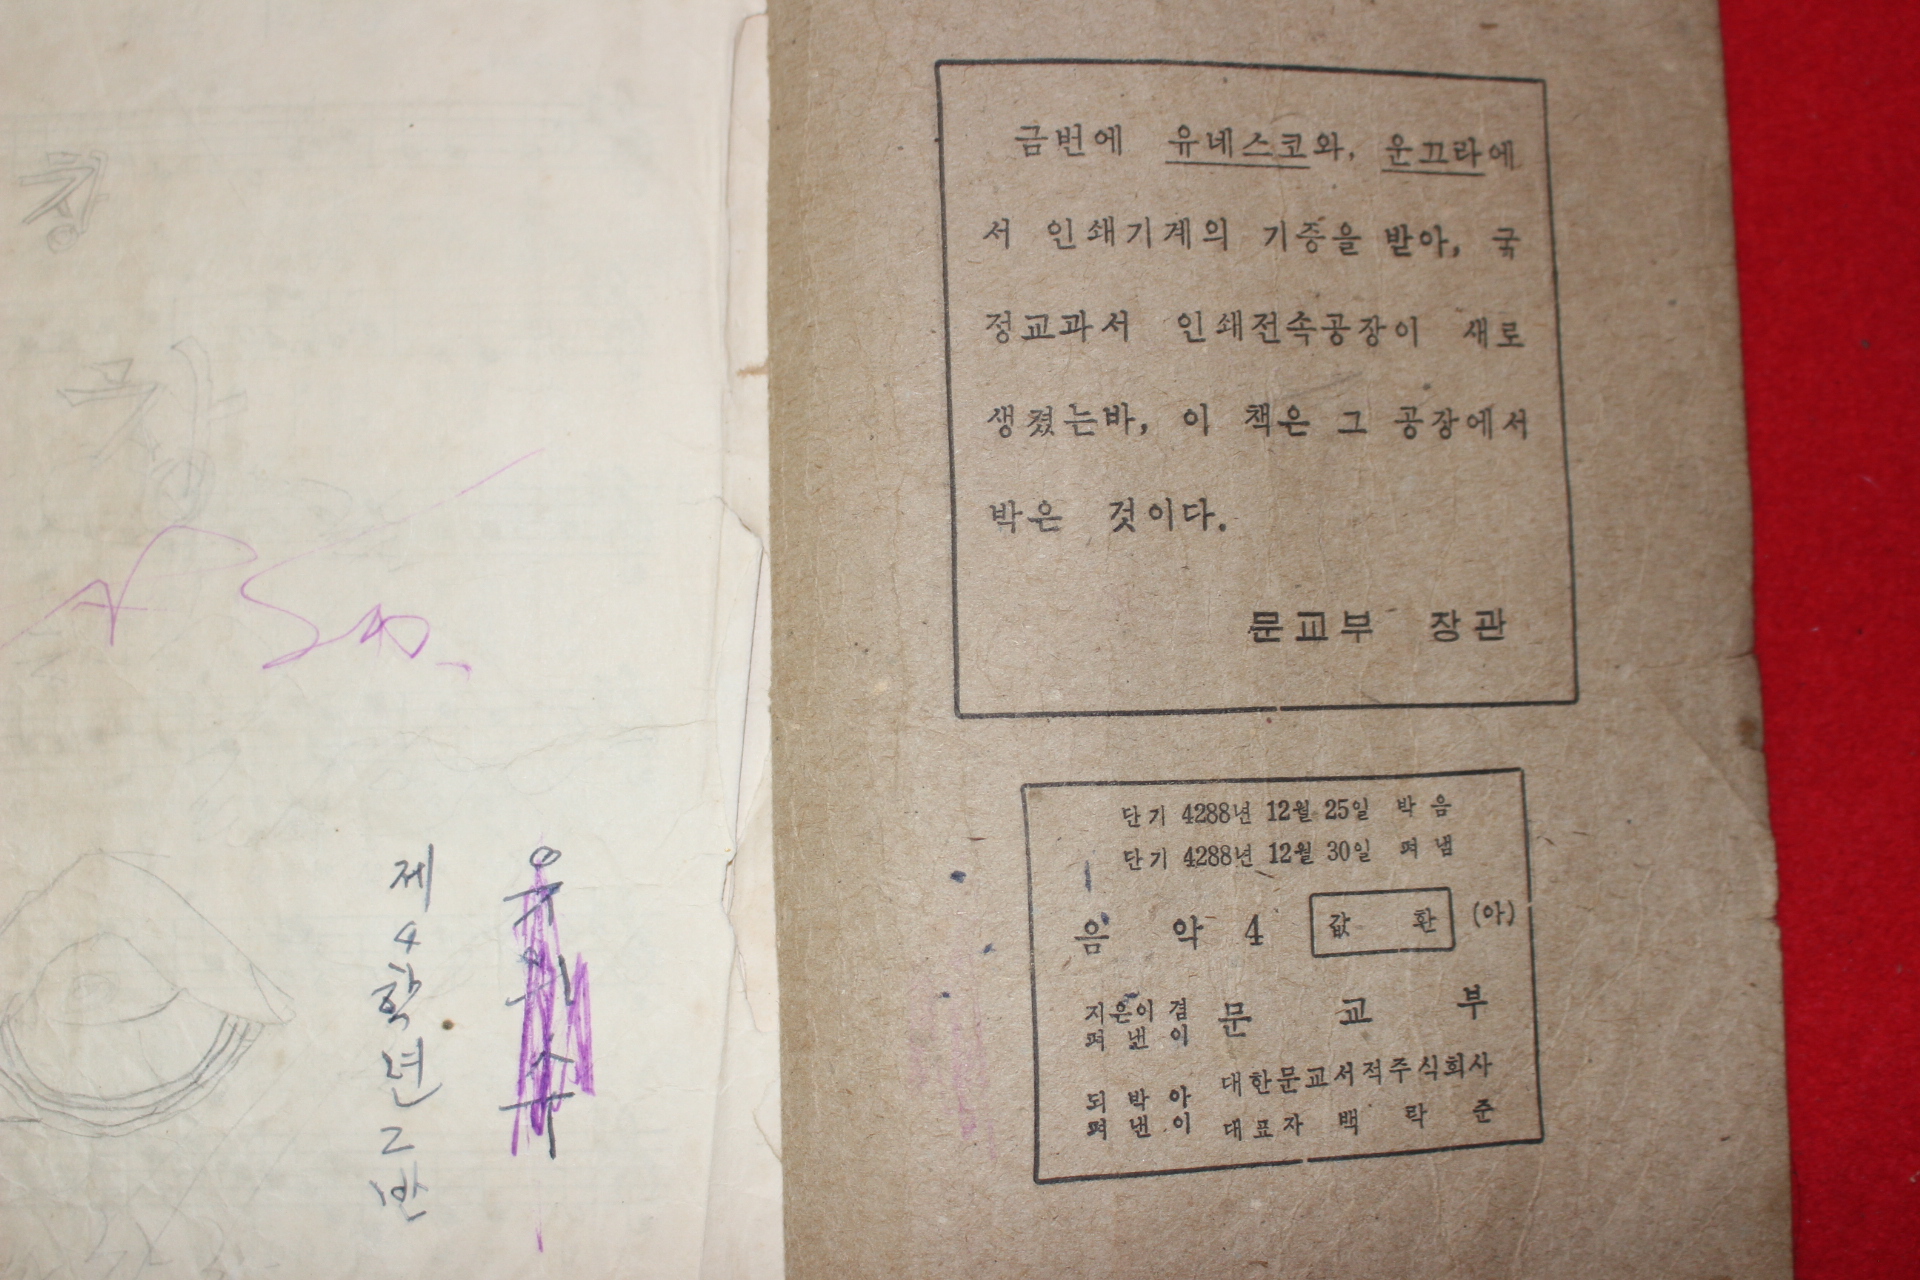 제4학년2반
금번에 유네스코와, 운끄라에
서 인쇄기계의 기증을 받아, 국
정교과서 인쇄전속공장이 새로
생겼는바, 이 책은 그 공장에서
박은 것이다.
문교부 장관
단기 4288년 12월 25일 박음
단기 4288년 12월 30일 펴냄
음 악 4 값 환 (아)
지은이 겸
펴 낸 이
문 교 부
되 박 아
펴 낸 이
대한문교서적주식회사
대표자 백 락 준